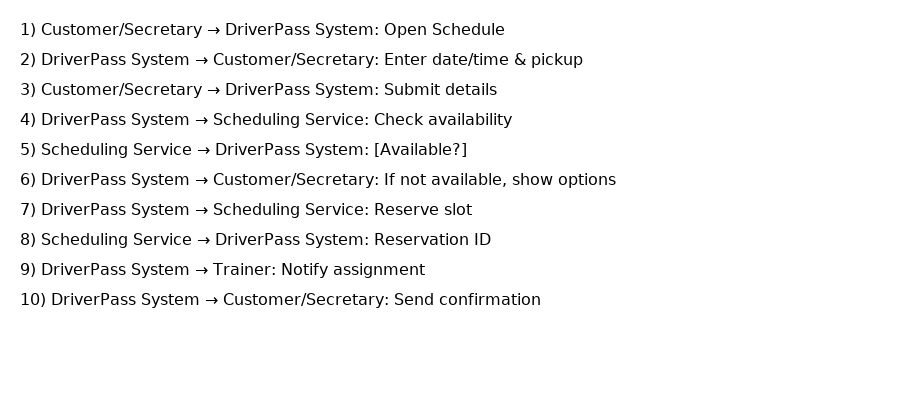 1) Customer/Secretary → DriverPass System: Open Schedule
2) DriverPass System → Customer/Secretary: Enter date/time & pickup
3) Customer/Secretary → DriverPass System: Submit details
4) DriverPass System → Scheduling Service: Check availability
5) Scheduling Service → DriverPass System: [Available?]
6) DriverPass System → Customer/Secretary: If not available, show options
7) DriverPass System → Scheduling Service: Reserve slot
8) Scheduling Service → DriverPass System: Reservation ID
9) DriverPass System → Trainer: Notify assignment
10) DriverPass System → Customer/Secretary: Send confirmation